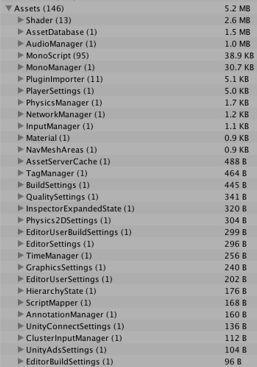 Assets (146) 5.2 MB
Shader (13) 2.6 MB
AssetDatabase (1) 1.5 MB
AudioManager (1) 1.0 MB
MonoScript (95) 38.9 KB
MonoManager (1) 30.7 KB
PluginImporter (11) 5.1 KB
PlayerSettings (1) 5.0 KB
PhysicsManager (1) 1.7 KB
NetworkManager (1) 1.2 KB
InputManager (1) 1.1 KB
Material (1) 0.9 KB
NavMeshAreas (1) 0.9 KB
AssetServerCache (1) 488 B
TagManager (1) 464 B
BuildSettings (1) 445 B
QualitySettings (1) 341 B
InspectorExpandedState (1) 320 B
Physics2DSettings (1) 304 B
EditorUserBuildSettings (1) 299 B
EditorSettings (1) 296 B
TimeManager (1) 256 B
GraphicsSettings (1) 240 B
EditorUserSettings (1) 202 B
HierarchyState (1) 176 B
ScriptMapper (1) 168 B
AnnotationManager (1) 160 B
UnityConnectSettings (1) 136 B
ClusterInputManager (1) 112 B
UnityAdsSettings (1) 104 B
EditorBuildSettings (1) 96 B